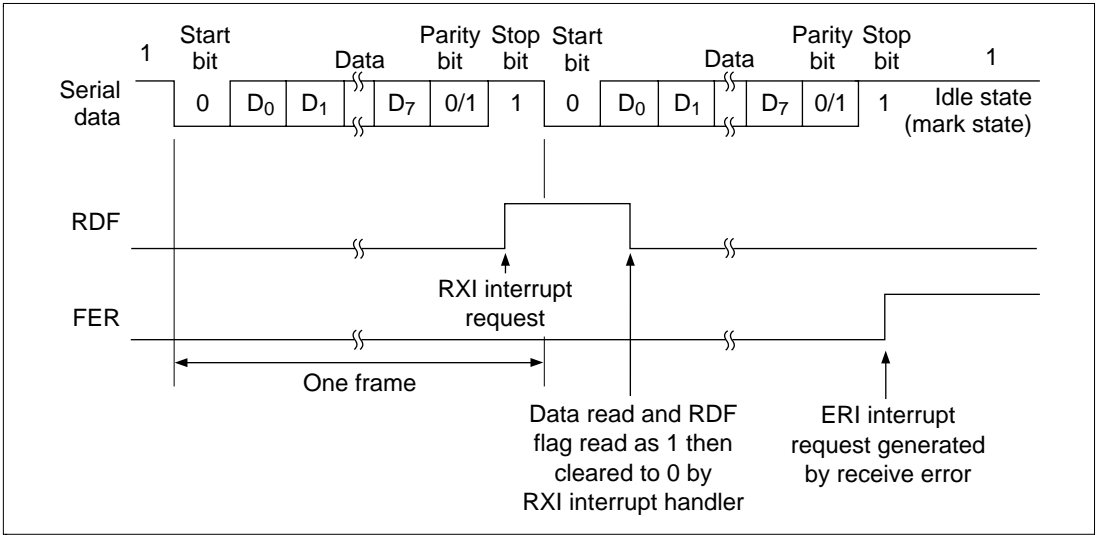 1 Start bit Data Parity bit Stop bit Start bit Data Parity bit Stop bit 1
Serial data 0 D₀ D₁ D₇ 0/1 1 0 D₀ D₁ D₇ 0/1 1 Idle state (mark state)
RDF
RXI interrupt
request
FER
One frame
Data read and RDF
flag read as 1 then
cleared to 0 by
RXI interrupt handler
ERI interrupt
request generated
by receive error